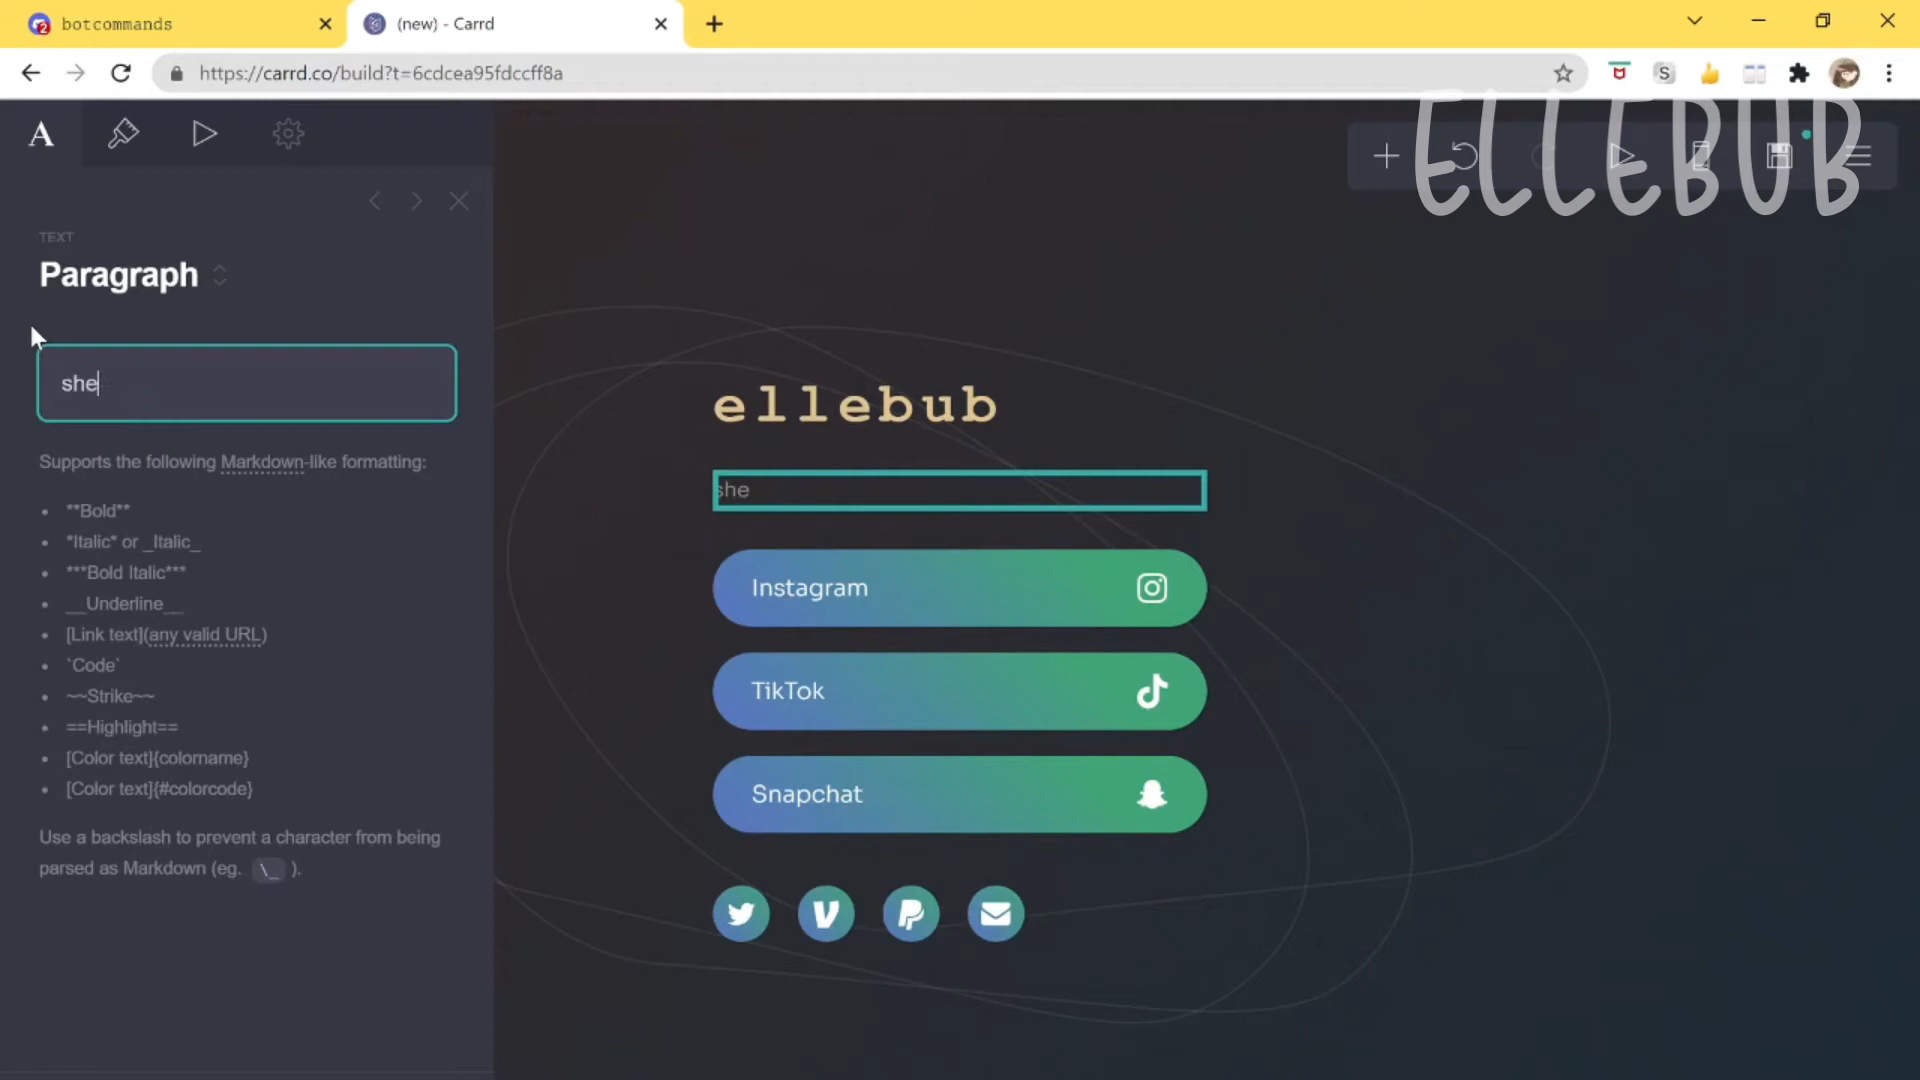 botcommands
(new) - Carrd
https://carrd.co/build?t=6cdcea95fdccff8a
ELLEBUB
TEXT
Paragraph
she
Supports the following Markdown-like formatting:
**Bold**
*Italic* or _Italic_
***Bold Italic***
__Underline__
[Link text](any valid URL)
`Code`
~~Strike~~
==Highlight==
[Color text]{colorname}
[Color text]{#colorcode}
Use a backslash to prevent a character from being
parsed as Markdown (eg. \_ ).
ellebub
she
Instagram
TikTok
Snapchat